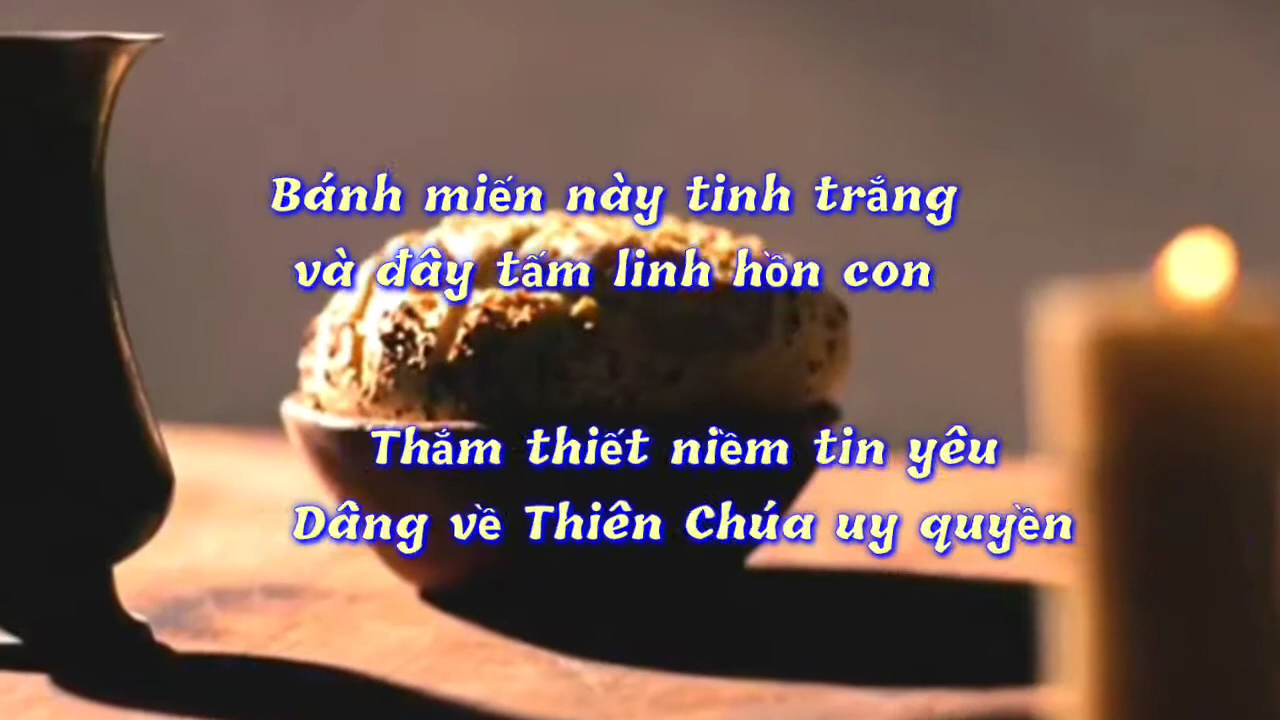 Bánh miến này tinh trắng
và đây tấm linh hồn con
Thắm thiết niềm tin yêu
Dâng về Thiên Chúa uy quyền